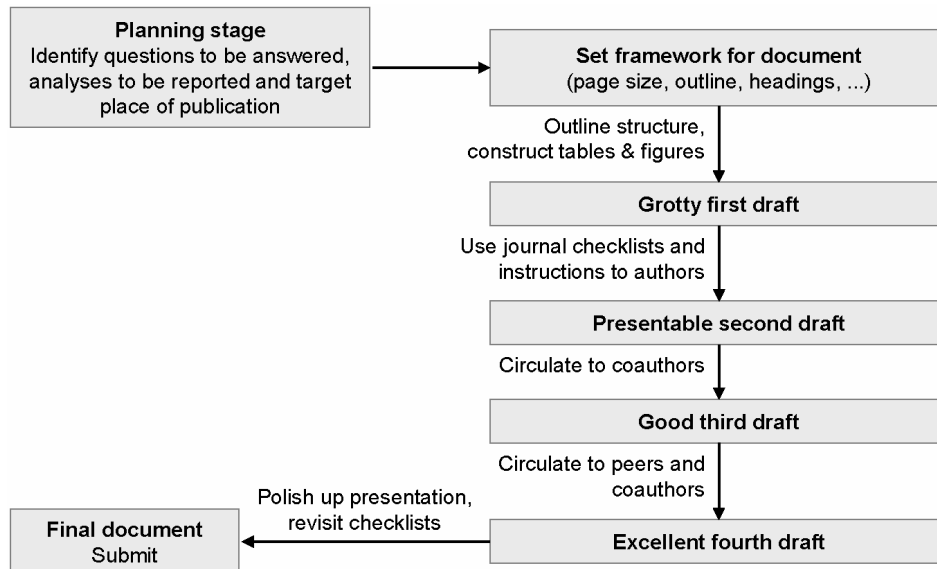 Planning stage
Identify questions to be answered,
analyses to be reported and target
place of publication
Set framework for document
(page size, outline, headings, ...)
Outline structure,
construct tables & figures
Grotty first draft
Use journal checklists and
instructions to authors
Presentable second draft
Circulate to coauthors
Good third draft
Circulate to peers and
coauthors
Excellent fourth draft
Polish up presentation,
revisit checklists
Final document
Submit